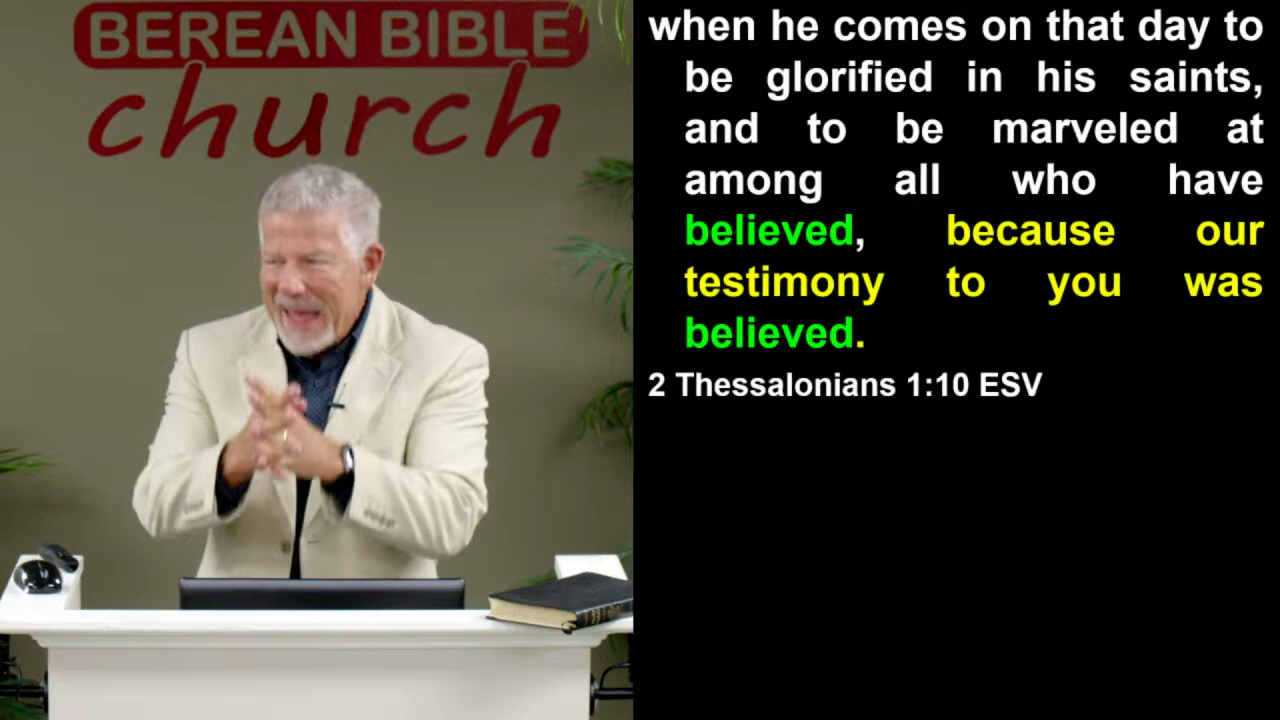 BEREAN BIBLE
church
when he comes on that day to
be glorified in his saints,
and to be marveled at
among all who have
believed, because our
testimony to you was
believed.
2 Thessalonians 1:10 ESV